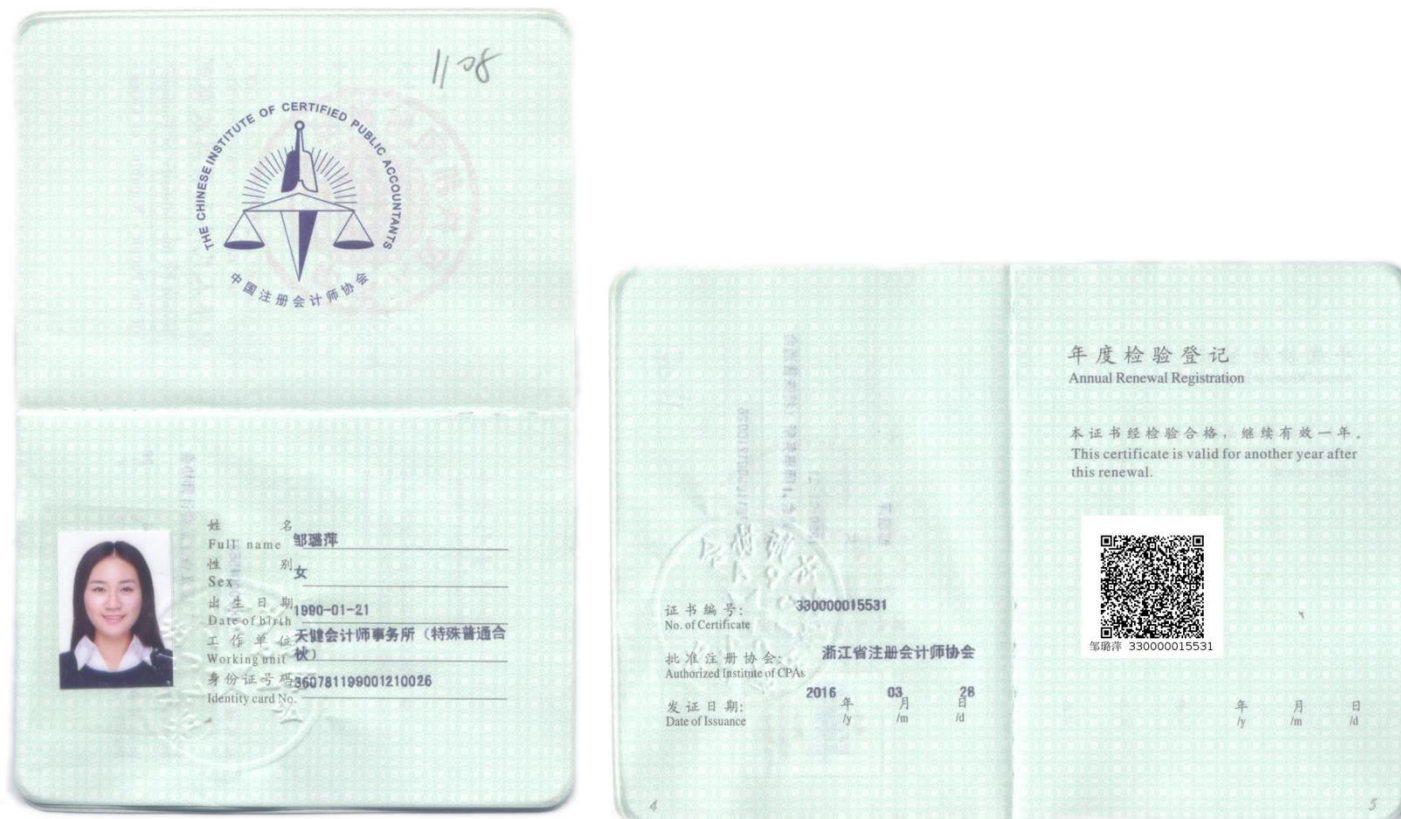 1108
THE CHINESE INSTITUTE OF CERTIFIED PUBLIC ACCOUNTANTS
中国注册会计师协会
姓 名 邹璐萍
Full name
性 别 女
Sex
出生日期 1990-01-21
Date of birth
工作单位 天健会计师事务所（特殊普通合
Working unit 伙）
身份证号码 360781199001210026
Identity card No.
证书编号: 330000015531
No. of Certificate
批准注册协会: 浙江省注册会计师协会
Authorized Institute of CPAs
发证日期: 2016 年 03 月 28 日
Date of Issuance /y /m /d
4
年度检验登记
Annual Renewal Registration
本证书经检验合格，继续有效一年。
This certificate is valid for another year after
this renewal.
邹璐萍 330000015531
年 月 日
/y /m /d
5